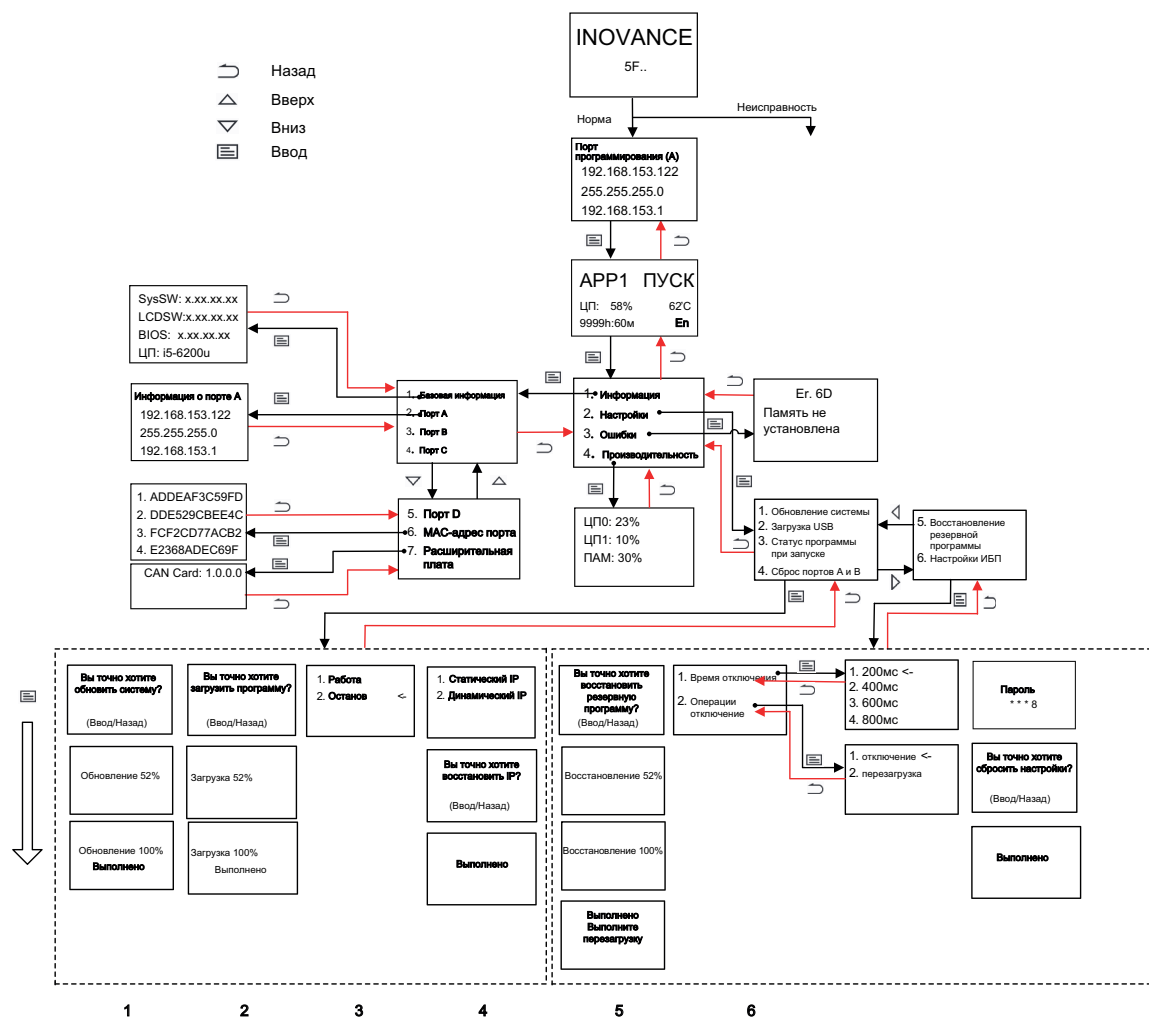 INOVANCE
5F..
Назад
Вверх
Вниз
Ввод
Норма
Неисправность
Порт
программирования (А)
192.168.153.122
255.255.255.0
192.168.153.1
APP1 ПУСК
ЦП: 58% 62'C
9999h:60м En
SysSW: x.xx.xx.xx
LCDSW:x.xx.xx.xx
BIOS: x.xx.xx.xx
ЦП: i5-6200u
Информация о порте А
192.168.153.122
255.255.255.0
192.168.153.1
1. Базовая информация
2. Порт А
3. Порт В
4. Порт С
1. Информация
2. Настройки
3. Ошибки
4. Производительность
Er. 6D
Память не
установлена
1. ADDEAF3C59FD
2. DDE529CBEE4C
3. FCF2CD77ACB2
4. E2368ADEC69F
CAN Card: 1.0.0.0
5. Порт D
6. MAC-адрес порта
7. Расширительная
плата
ЦП0: 23%
ЦП1: 10%
ПАМ: 30%
1. Обновление системы
2. Загрузка USB
3. Статус программы
при запуске
4. Сброс портов А и В
5. Восстановление
резервной
программы
6. Настройки ИБП
Вы точно хотите
обновить систему?
(Ввод/Назад)
Обновление 52%
Обновление 100%
Выполнено
Вы точно хотите
загрузить программу?
(Ввод/Назад)
Загрузка 52%
Загрузка 100%
Выполнено
1. Работа
2. Останов <-
1. Статический IP
2. Динамический IP
Вы точно хотите
восстановить IP?
(Ввод/Назад)
Выполнено
Вы точно хотите
восстановить
резервную
программу?
(Ввод/Назад)
Восстановление 52%
Восстановление 100%
Выполнено
Выполните
перезагрузку
1. Время отключения
2. Операции
отключение
1. 200мс <-
2. 400мс
3. 600мс
4. 800мс
1. отключение <-
2. перезагрузка
Пароль
* * * 8
Вы точно хотите
сбросить настройки?
(Ввод/Назад)
Выполнено
1 2 3 4 5 6